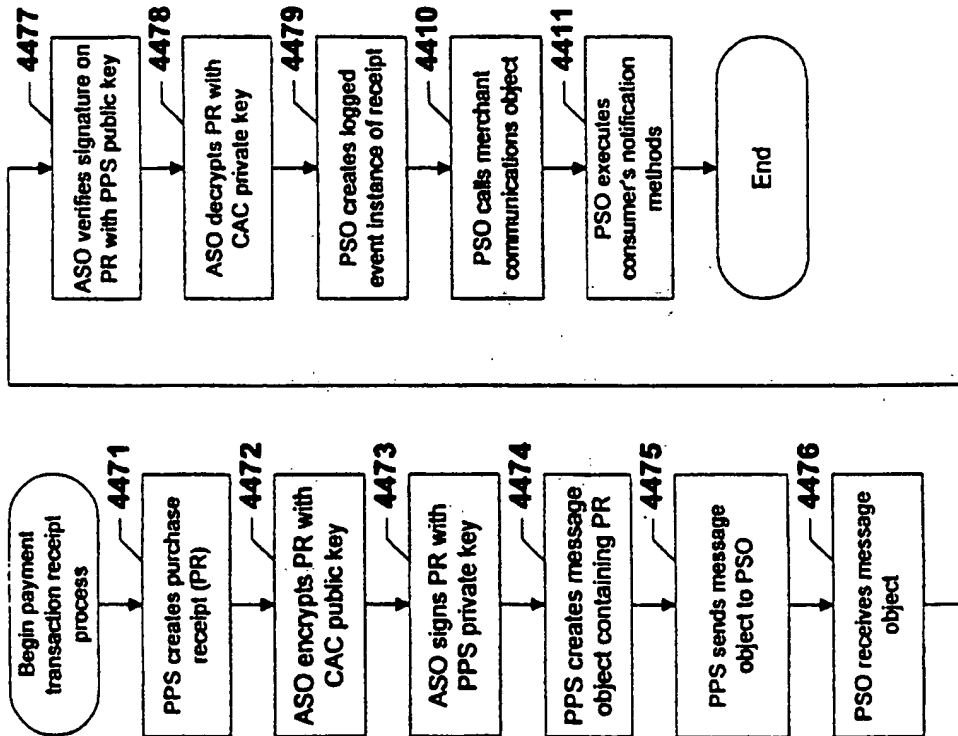 Begin payment
transaction receipt
process
4471
PPS creates purchase
receipt (PR)
4472
ASO encrypts PR with
CAC public key
4473
ASO signs PR with
PPS private key
4474
PPS creates message
object containing PR
4475
PPS sends message
object to PSO
4476
PSO receives message
object
4477
ASO verifies signature on
PR with PPS public key
4478
ASO decrypts PR with
CAC private key
4479
PSO creates logged
event instance of receipt
4410
PSO calls merchant
communications object
4411
PSO executes
consumer's notification
methods
End